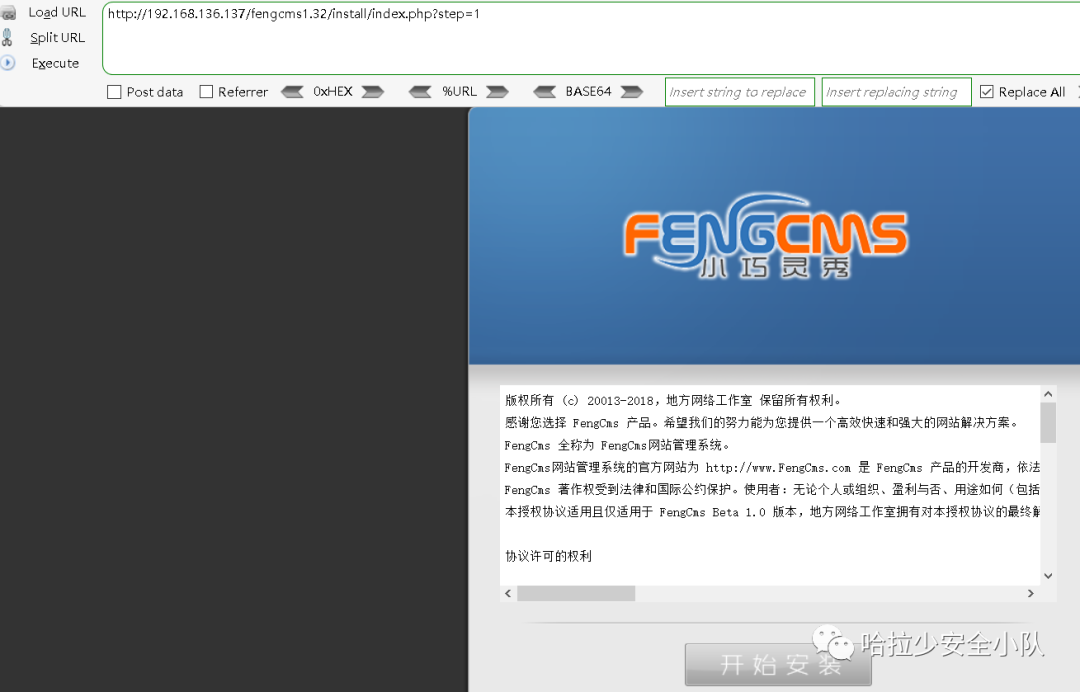 Load URL
http://192.168.136.137/fengcms1.32/install/index.php?step=1
Split URL
Execute
Post data Referrer 0xHEX %URL BASE64 Insert string to replace Insert replacing string Replace All
FENGCMS
小巧灵秀
版权所有 (c) 20013-2018，地方网络工作室 保留所有权利。
感谢您选择 FengCms 产品。希望我们的努力能为您提供一个高效快速和强大的网站解决方案。
FengCms 全称为 FengCms网站管理系统。
FengCms网站管理系统的官方网站为 http://www.FengCms.com 是 FengCms 产品的开发商，依法
FengCms 著作权受到法律和国际公约保护。使用者：无论个人或组织、盈利与否、用途如何（包括
本授权协议适用且仅适用于 FengCms Beta 1.0 版本，地方网络工作室拥有对本授权协议的最终解
协议许可的权利
哈拉少安全小队
开始安装